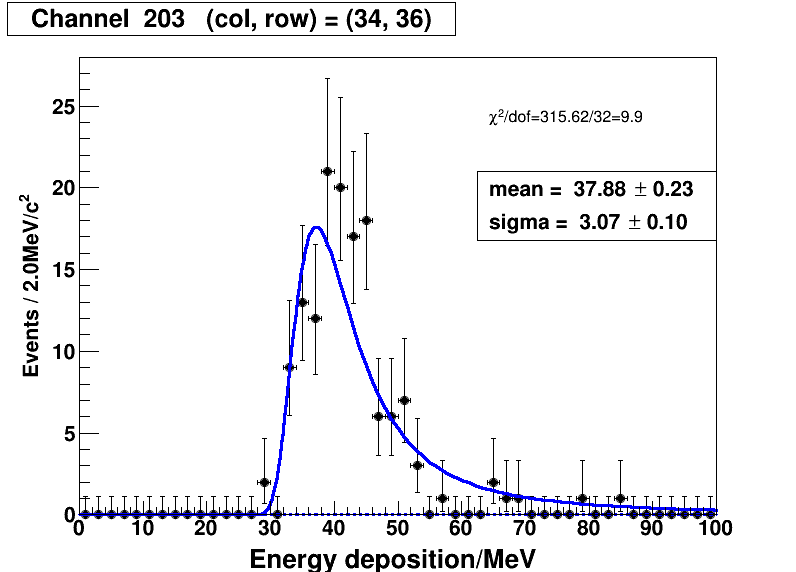 Channel 203 (col, row) = (34, 36)
χ²/dof=315.62/32=9.9
mean = 37.88 ± 0.23
sigma = 3.07 ± 0.10
Events / 2.0MeV/c²
25
20
15
10
5
0
0 10 20 30 40 50 60 70 80 90 100
Energy deposition/MeV